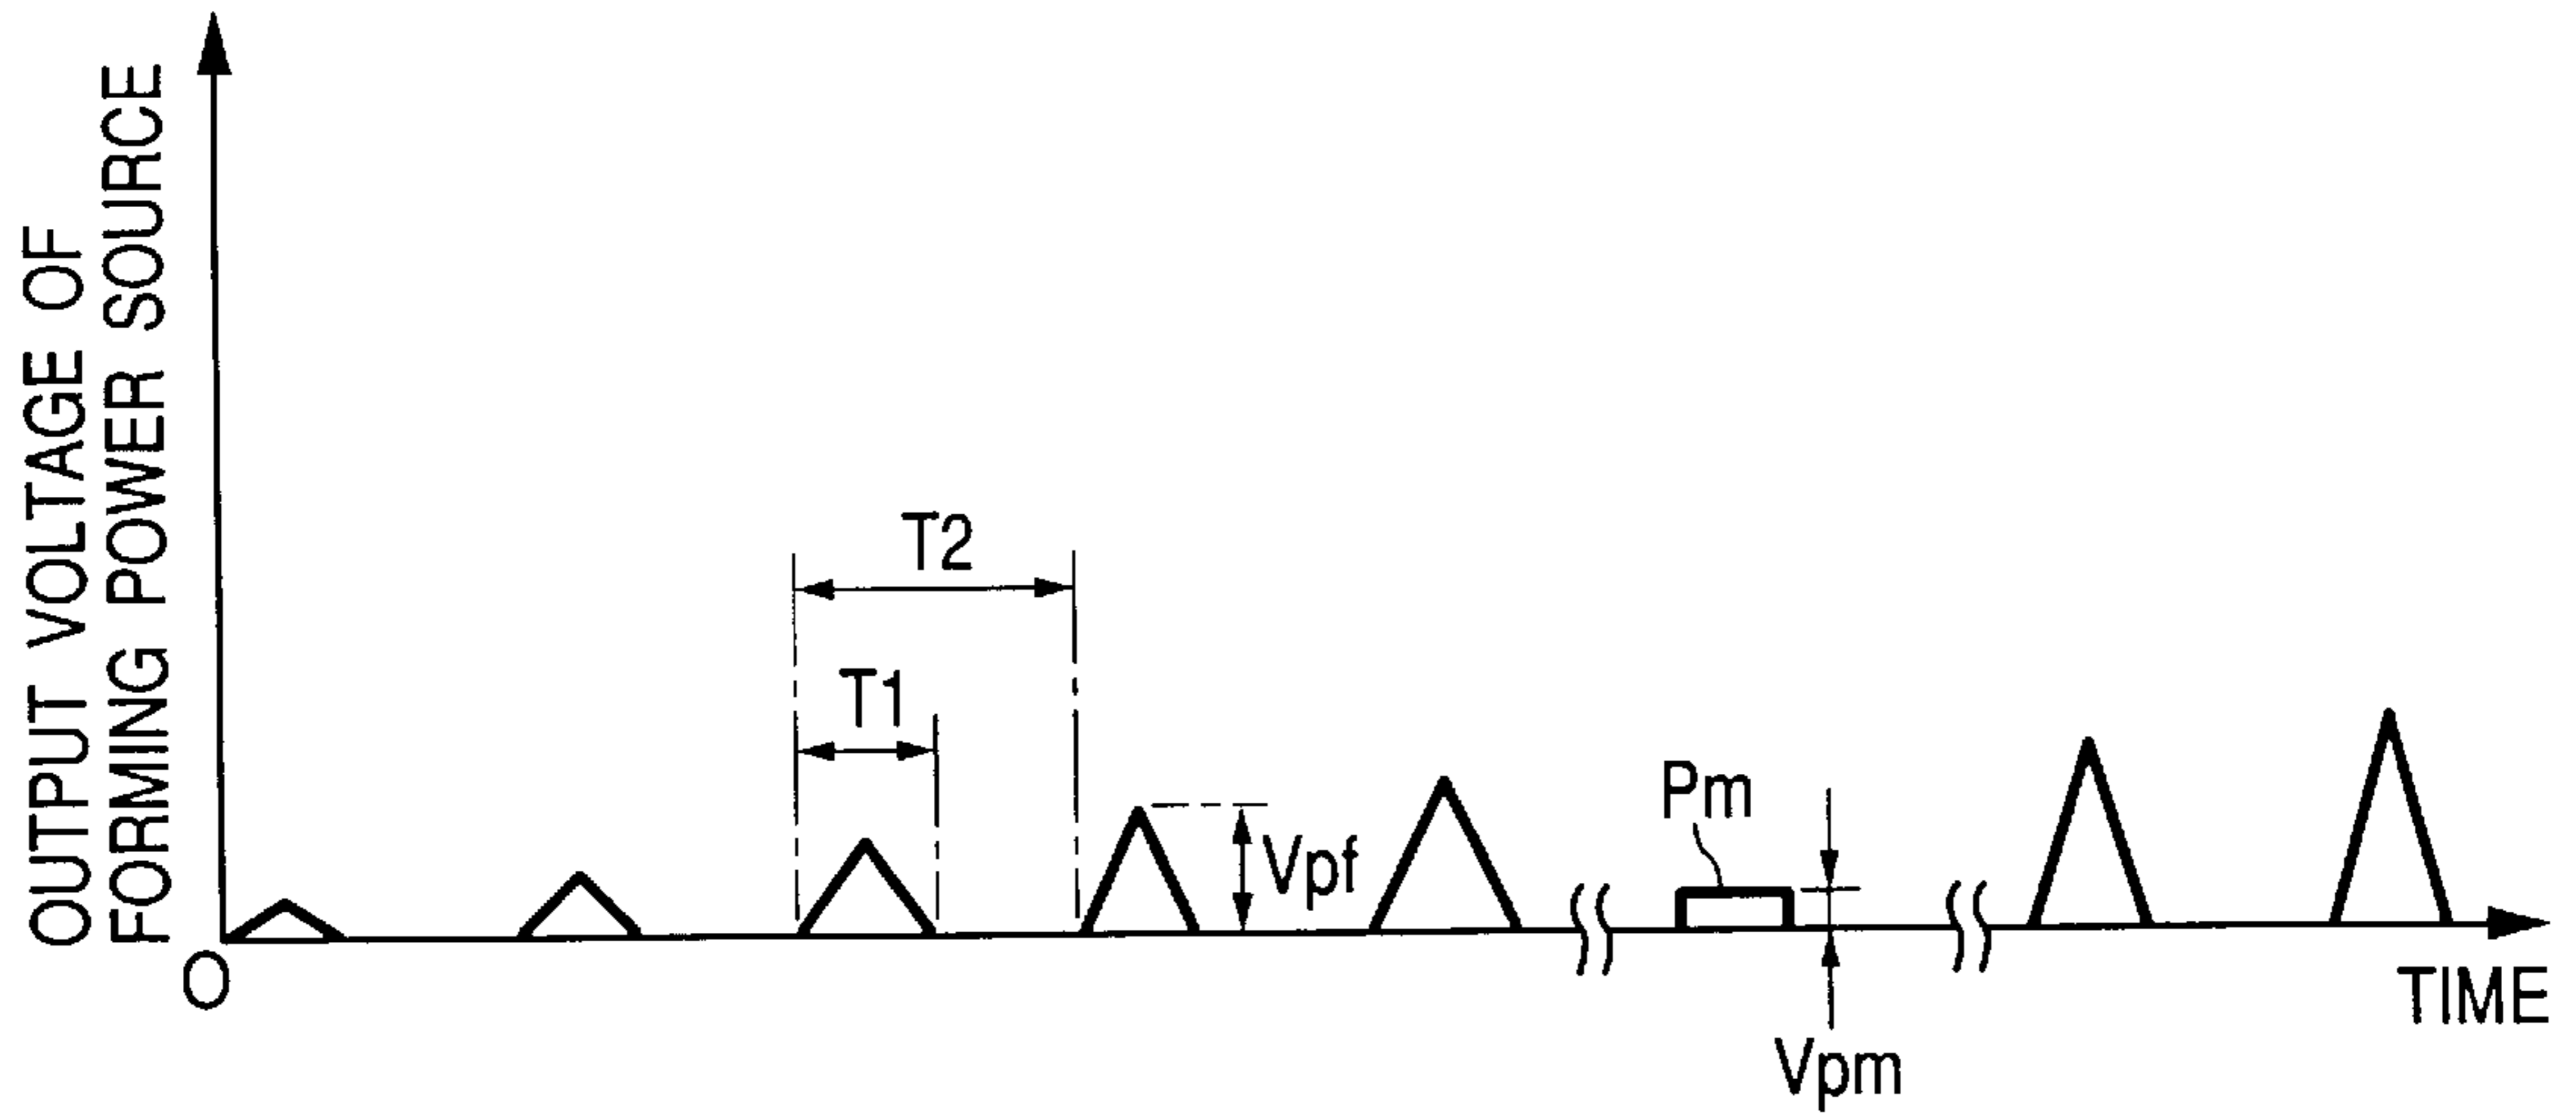 OUTPUT VOLTAGE OF
FORMING POWER SOURCE
T2
T1
Vpf
Pm
Vpm
O
TIME